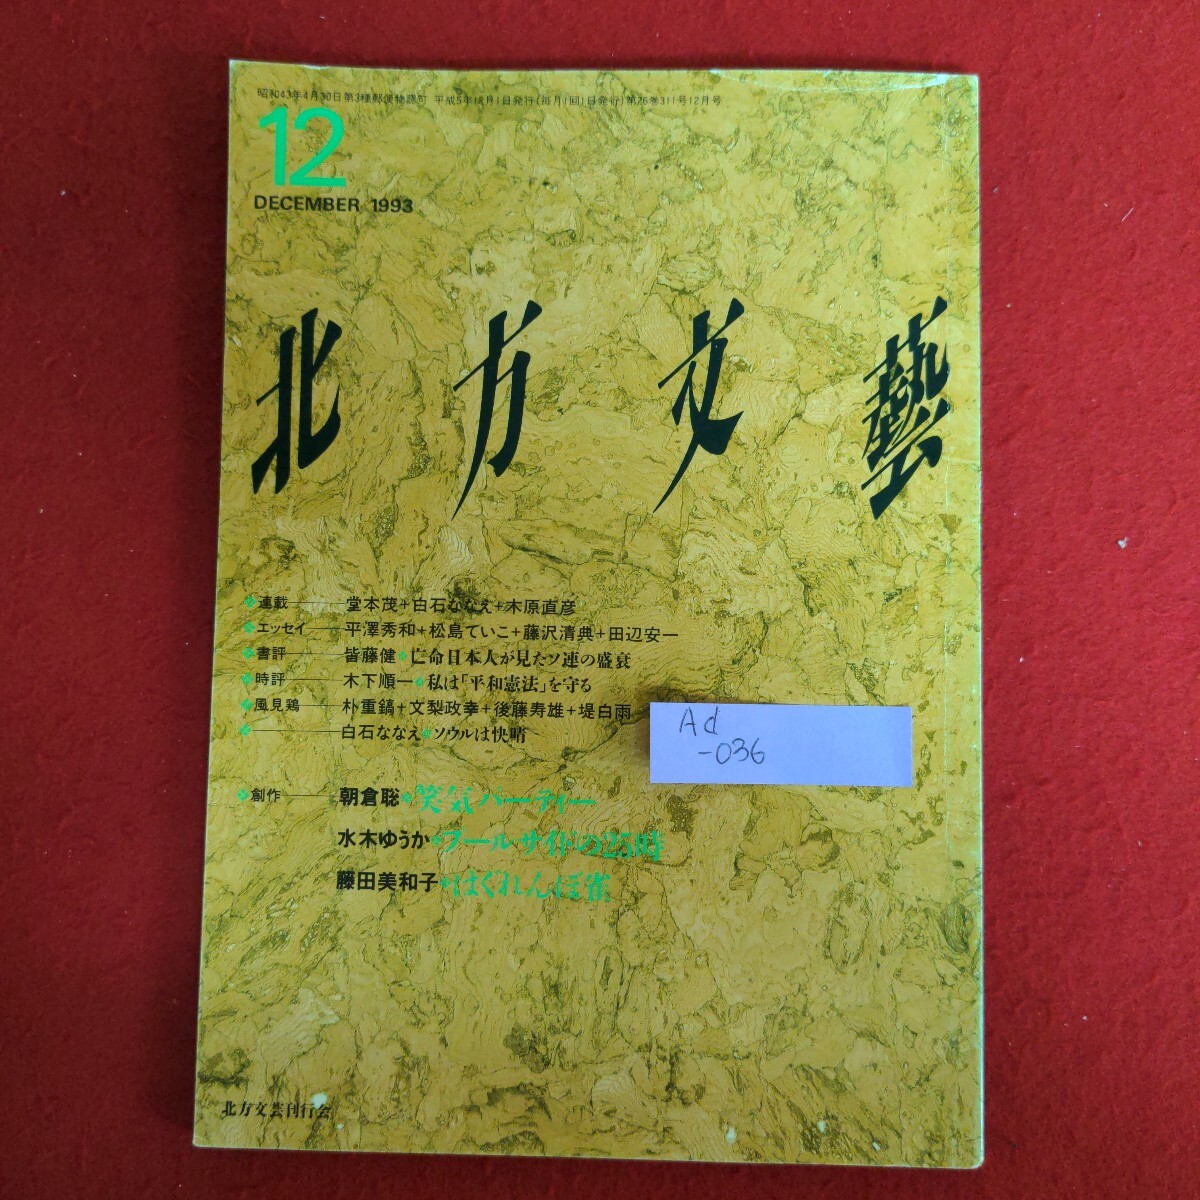 昭和43年4月30日第3種郵便物認可 平成5年12月1日発行(毎月1回1日発行)第26巻311号12月号
12
DECEMBER 1993
北方文藝
連載――堂本茂+白石ななえ+木原直彦
エッセイ――平澤秀和+松島ていこ+藤沢清典+田辺安一
書評――皆藤健 亡命日本人が見たソ連の盛衰
時評――木下順一 私は「平和憲法」を守る
風見鶏――朴重鎬+文梨政幸+後藤寿雄+堤白雨
――白石ななえ ソウルは快晴
Ad
-036
創作――朝倉聡 笑気パーティー
水木ゆうか プールサイドの25時
藤田美和子 はぐれんぼ雀
北方文芸刊行会